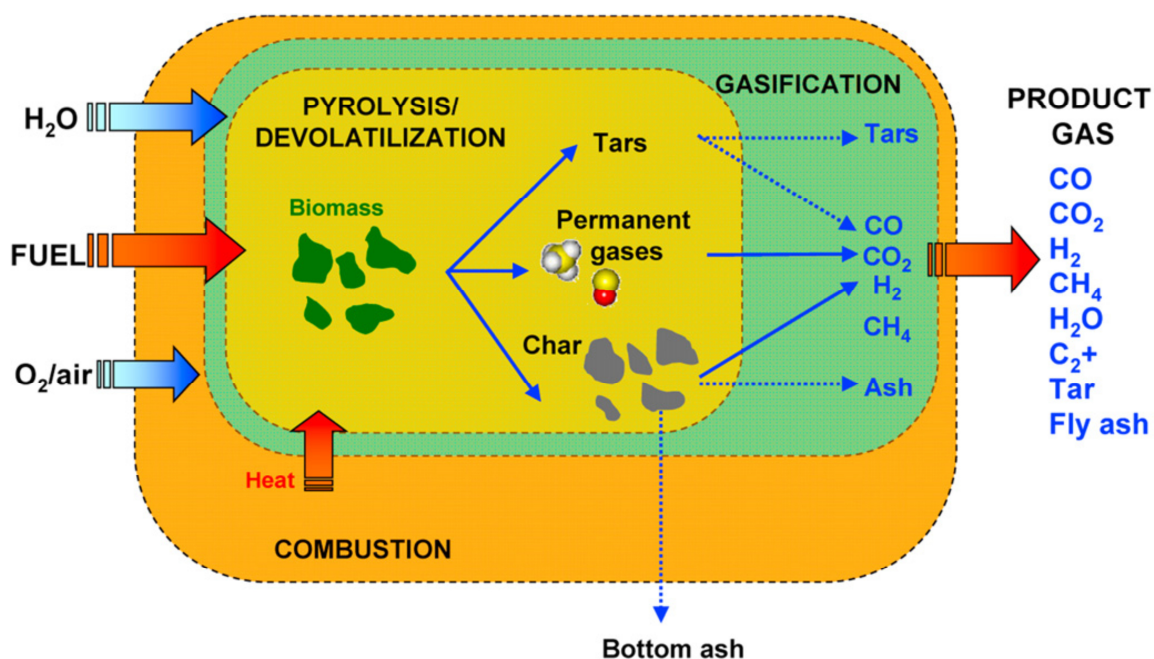 H₂O
FUEL
O₂/air
PYROLYSIS/
DEVOLATILIZATION
Biomass
Tars
Permanent
gases
Char
Heat
COMBUSTION
GASIFICATION
Tars
CO
CO₂
H₂
CH₄
Ash
Bottom ash
PRODUCT
GAS
CO
CO₂
H₂
CH₄
H₂O
C₂+
Tar
Fly ash